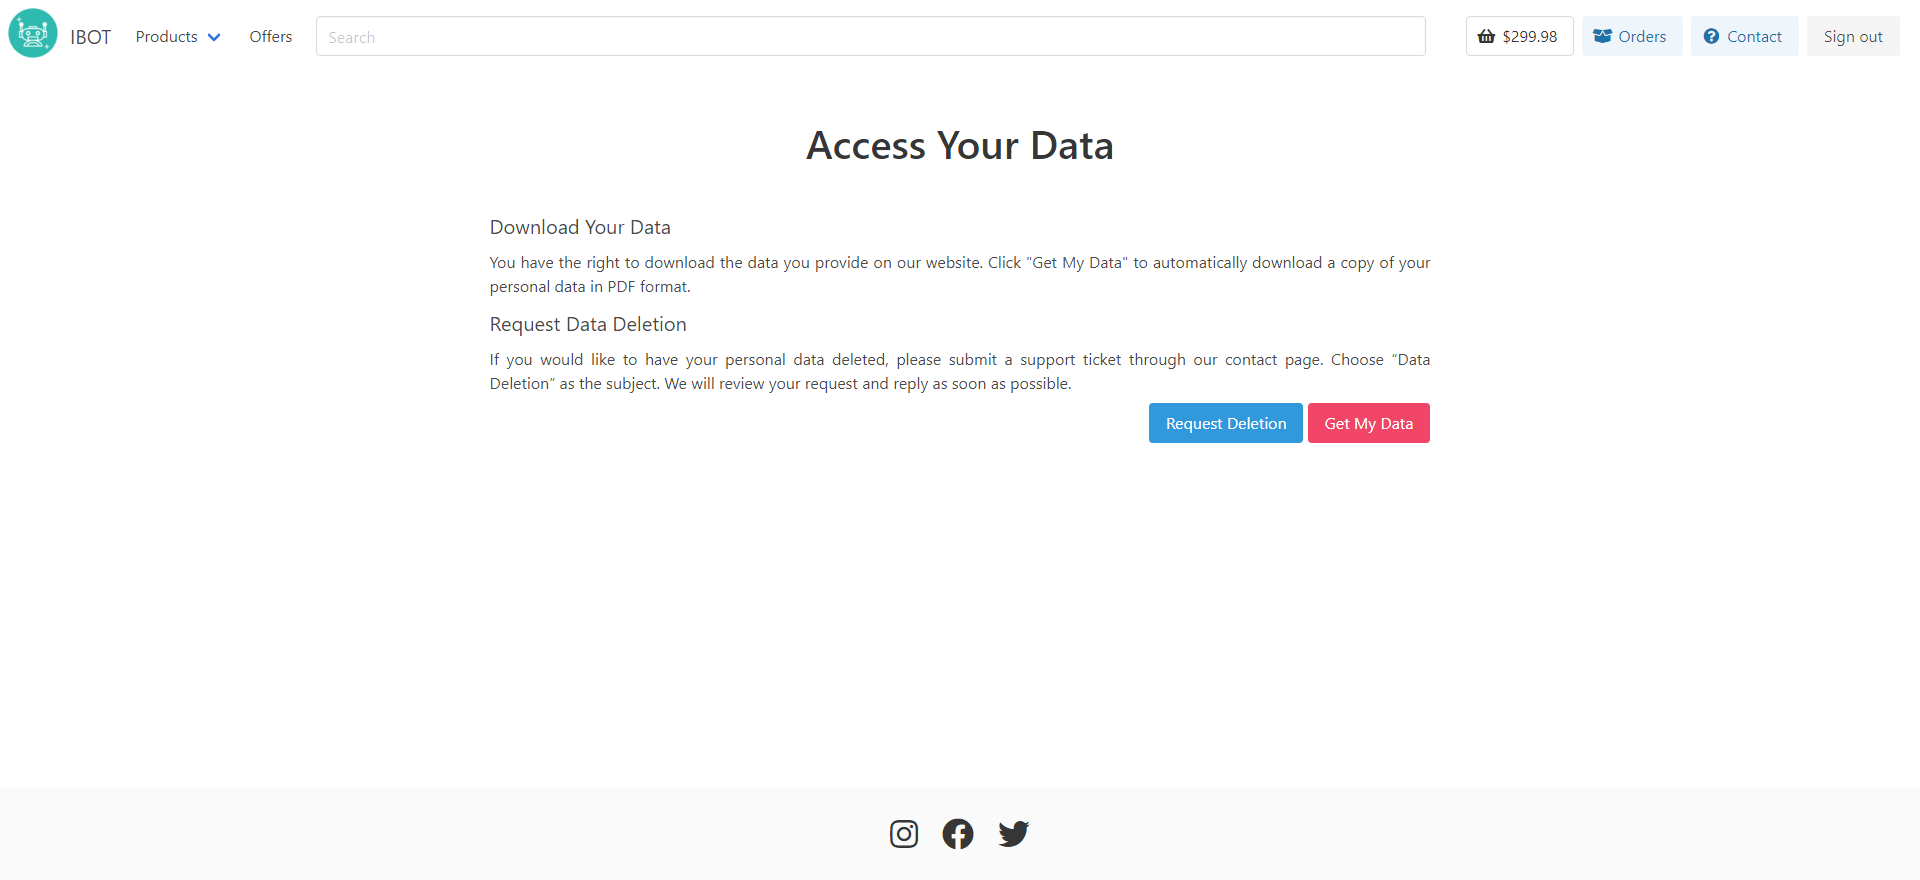 IBOT Products Offers Search $299.98 Orders Contact Sign out
Access Your Data
Download Your Data
You have the right to download the data you provide on our website. Click "Get My Data" to automatically download a copy of your
personal data in PDF format.
Request Data Deletion
If you would like to have your personal data deleted, please submit a support ticket through our contact page. Choose “Data
Deletion” as the subject. We will review your request and reply as soon as possible.
Request Deletion Get My Data